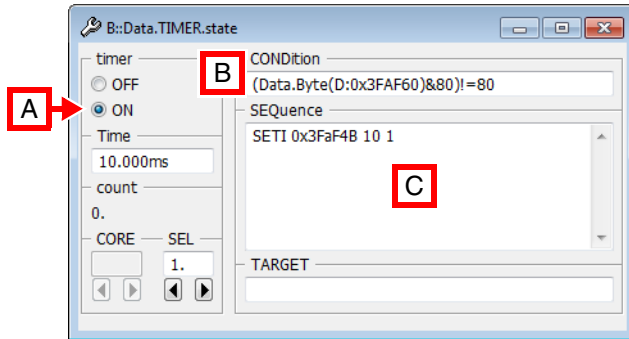 B::Data.TIMER.state
timer
OFF
A
ON
Time
10.000ms
count
0.
CORE
SEL
1.
B
CONDition
(Data.Byte(D:0x3FAF60)&80)!=80
SEQuence
SETI 0x3FaF4B 10 1
C
TARGET